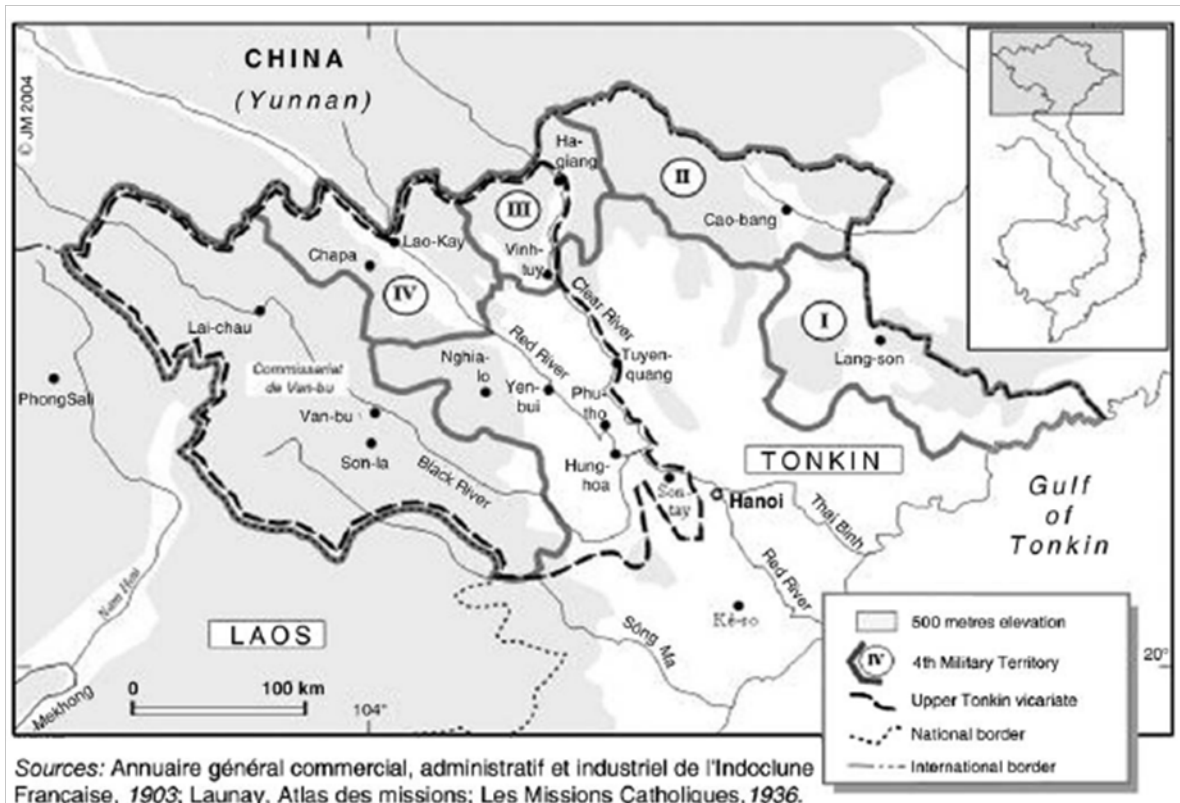 © JM 2004
CHINA
(Yunnan)
Ha-
giang
II
III
Cao-bang
Lao-Kay
Chapa
Vinh-
tuy
IV
Clear River
I
Lai-chau
Red River
Lang-son
Nghia-
lo
Tuyen-
quang
Commissariat
de Van-bu
PhongSali
Yen-
bui
Phu-
tho
Van-bu
Son-la
Black River
Hung-
hoa
TONKIN
Son
tay
Hanoi
Thai Binh
Gulf
of
Tonkin
Red River
Nam Hou
Kê-so
LAOS
Sông Ma
Mekhong
0
100 km
104°
20°
500 metres elevation
IV
4th Military Territory
Upper Tonkin vicariate
National border
International border
Sources: Annuaire général commercial, administratif et industriel de l'Indoclune
Française, 1903; Launay, Atlas des missions; Les Missions Catholiques, 1936.